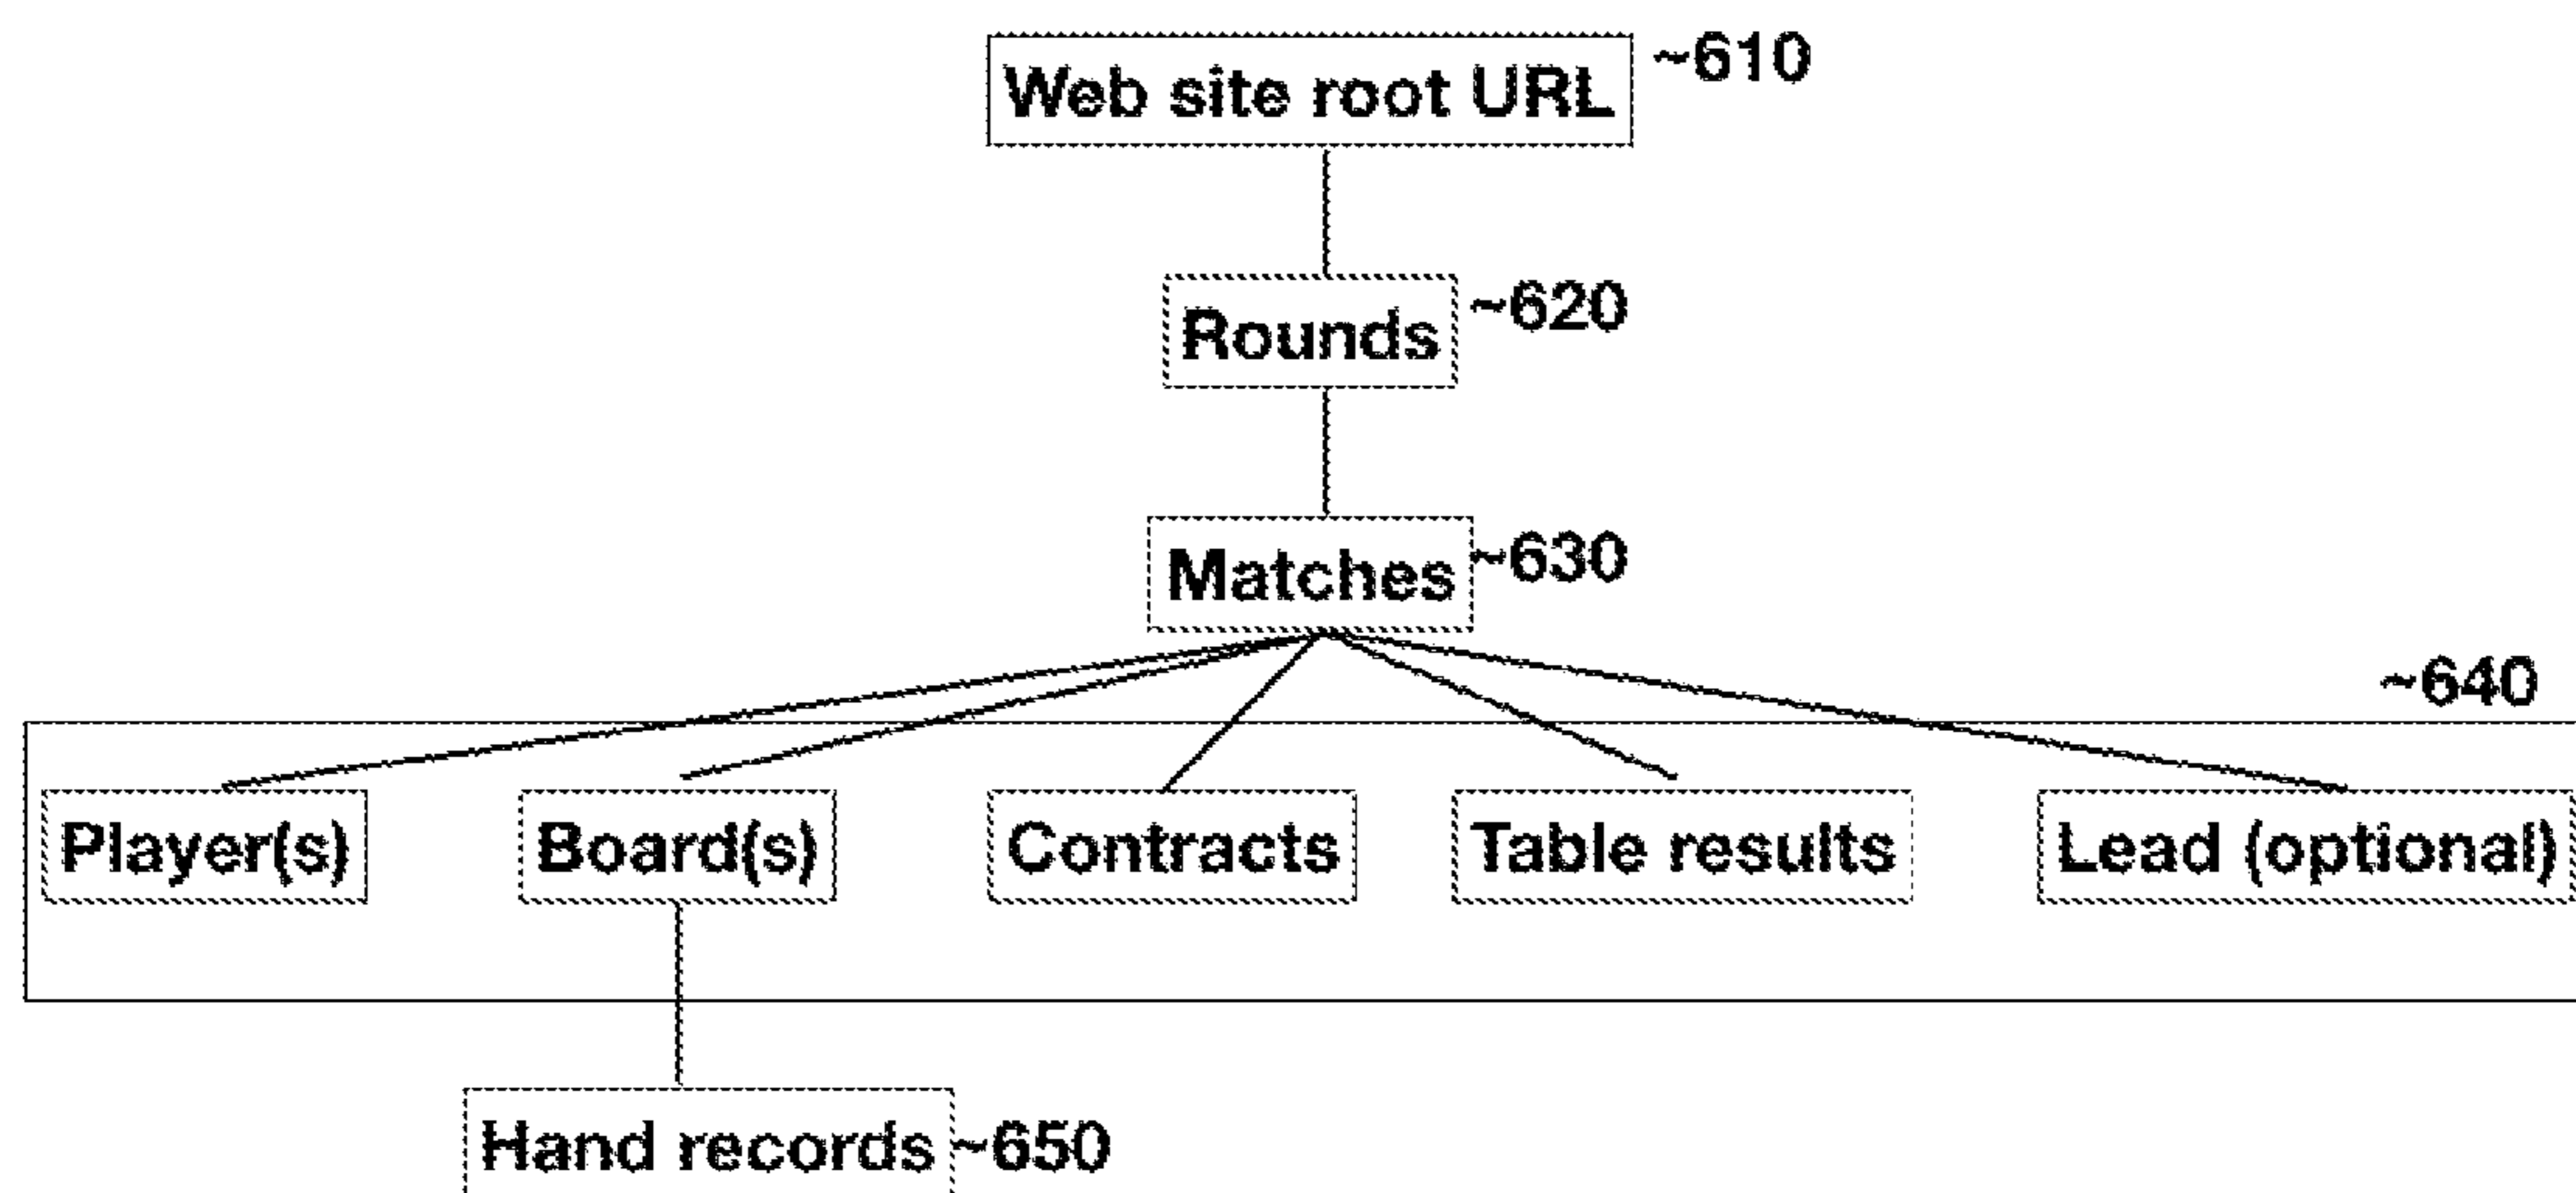 Web site root URL ~610
Rounds ~620
Matches ~630
~640
Player(s) Board(s) Contracts Table results Lead (optional)
Hand records ~650